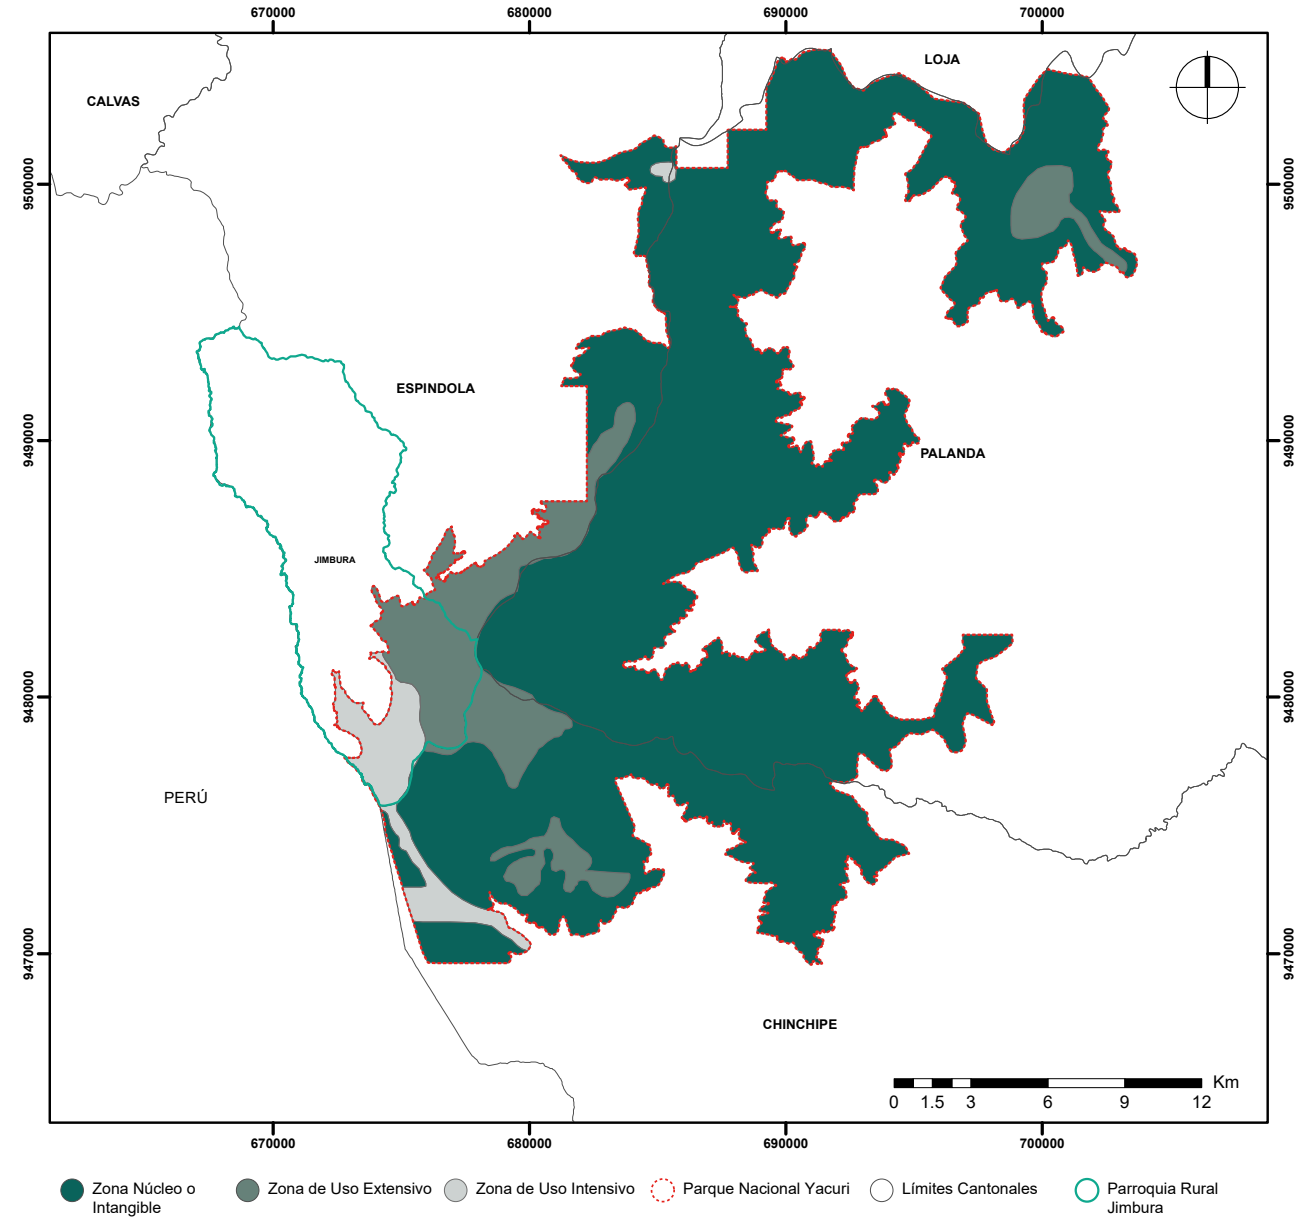 670000
680000
690000
700000
LOJA
CALVAS
9500000
9500000
ESPINDOLA
9490000
9490000
PALANDA
JIMBURA
9480000
9480000
PERÚ
9470000
9470000
CHINCHIPE
Km
0 1.5 3 6 9 12
670000
680000
690000
700000
Zona Núcleo o
Intangible
Zona de Uso Extensivo
Zona de Uso Intensivo
Parque Nacional Yacuri
Límites Cantonales
Parroquia Rural
Jimbura